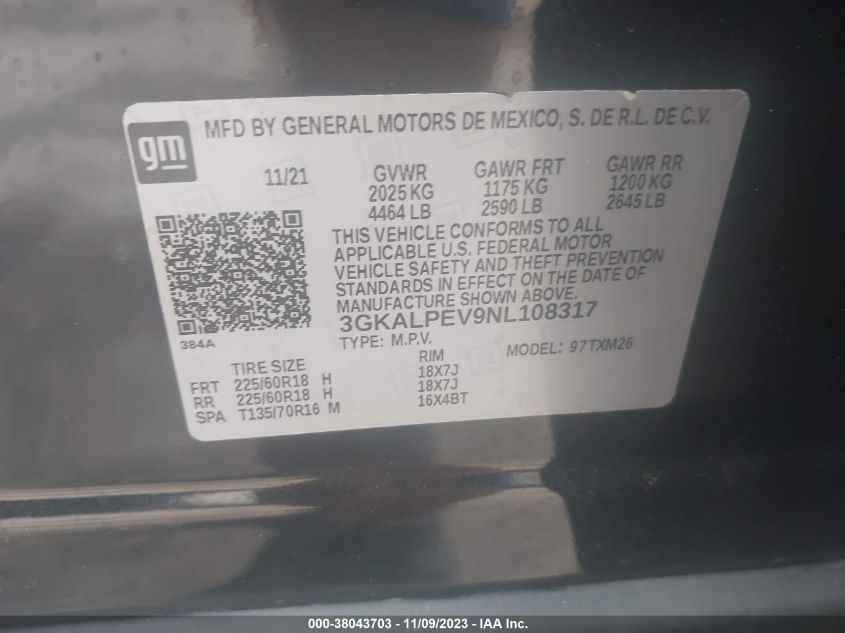 gm
MFD BY GENERAL MOTORS DE MEXICO, S. DE R.L. DE C.V.
11/21 GVWR GAWR FRT GAWR RR
2025 KG 1175 KG 1200 KG
4464 LB 2590 LB 2645 LB
THIS VEHICLE CONFORMS TO ALL
APPLICABLE U.S. FEDERAL MOTOR
VEHICLE SAFETY AND THEFT PREVENTION
STANDARDS IN EFFECT ON THE DATE OF
MANUFACTURE SHOWN ABOVE.
3GKALPEV9NL108317
384A
TYPE: M.P.V. MODEL: 97TXM26
TIRE SIZE RIM
FRT 225/60R18 H 18X7J
RR 225/60R18 H 18X7J
SPA T135/70R16 M 16X4BT
000-38043703 - 11/09/2023 - IAAI.com